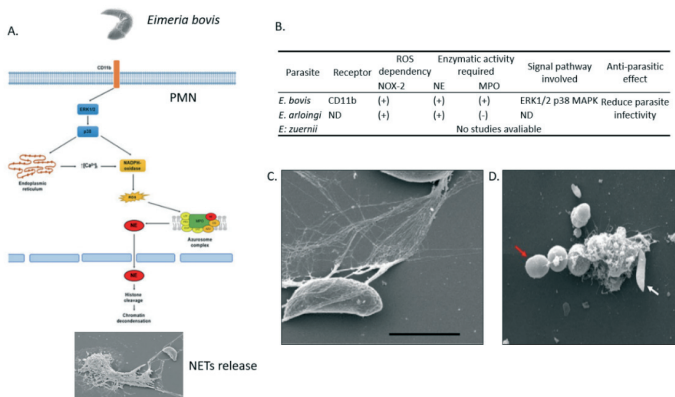 A.
Eimeria bovis
CD11b
PMN
ERK1/2
p38
Endoplasmic
reticulum
NADPH-
oxidase
ROS
MPO
NE
NE
Azurosome
complex
NE
Histone
cleavage
Chromatin
decondensation
NETs release
B.
ROS Enzymatic activity Signal pathway Anti-parasitic
Parasite Receptor dependency required involved effect
NOX-2 NE MPO
E. bovis CD11b (+) (+) (+) ERK1/2 p38 MAPK Reduce parasite
E. arloingi ND (+) (+) (-) ND infectivity
E: zuernii No studies avaliable
C.
D.